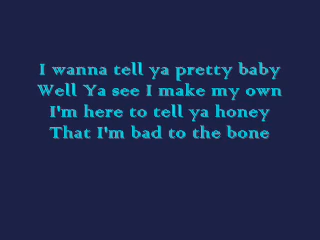 I wanna tell ya pretty baby
Well Ya see I make my own
I'm here to tell ya honey
That I'm bad to the bone